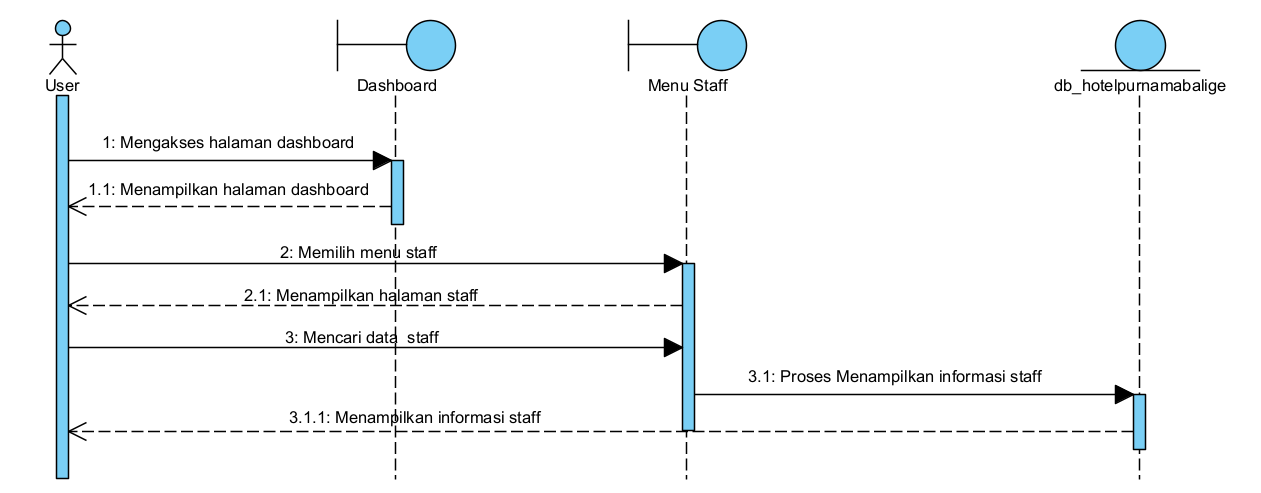 User
Dashboard
Menu Staff
db_hotelpurnamabalige
1: Mengakses halaman dashboard
1.1: Menampilkan halaman dashboard
2: Memilih menu staff
2.1: Menampilkan halaman staff
3: Mencari data  staff
3.1: Proses Menampilkan informasi staff
3.1.1: Menampilkan informasi staff